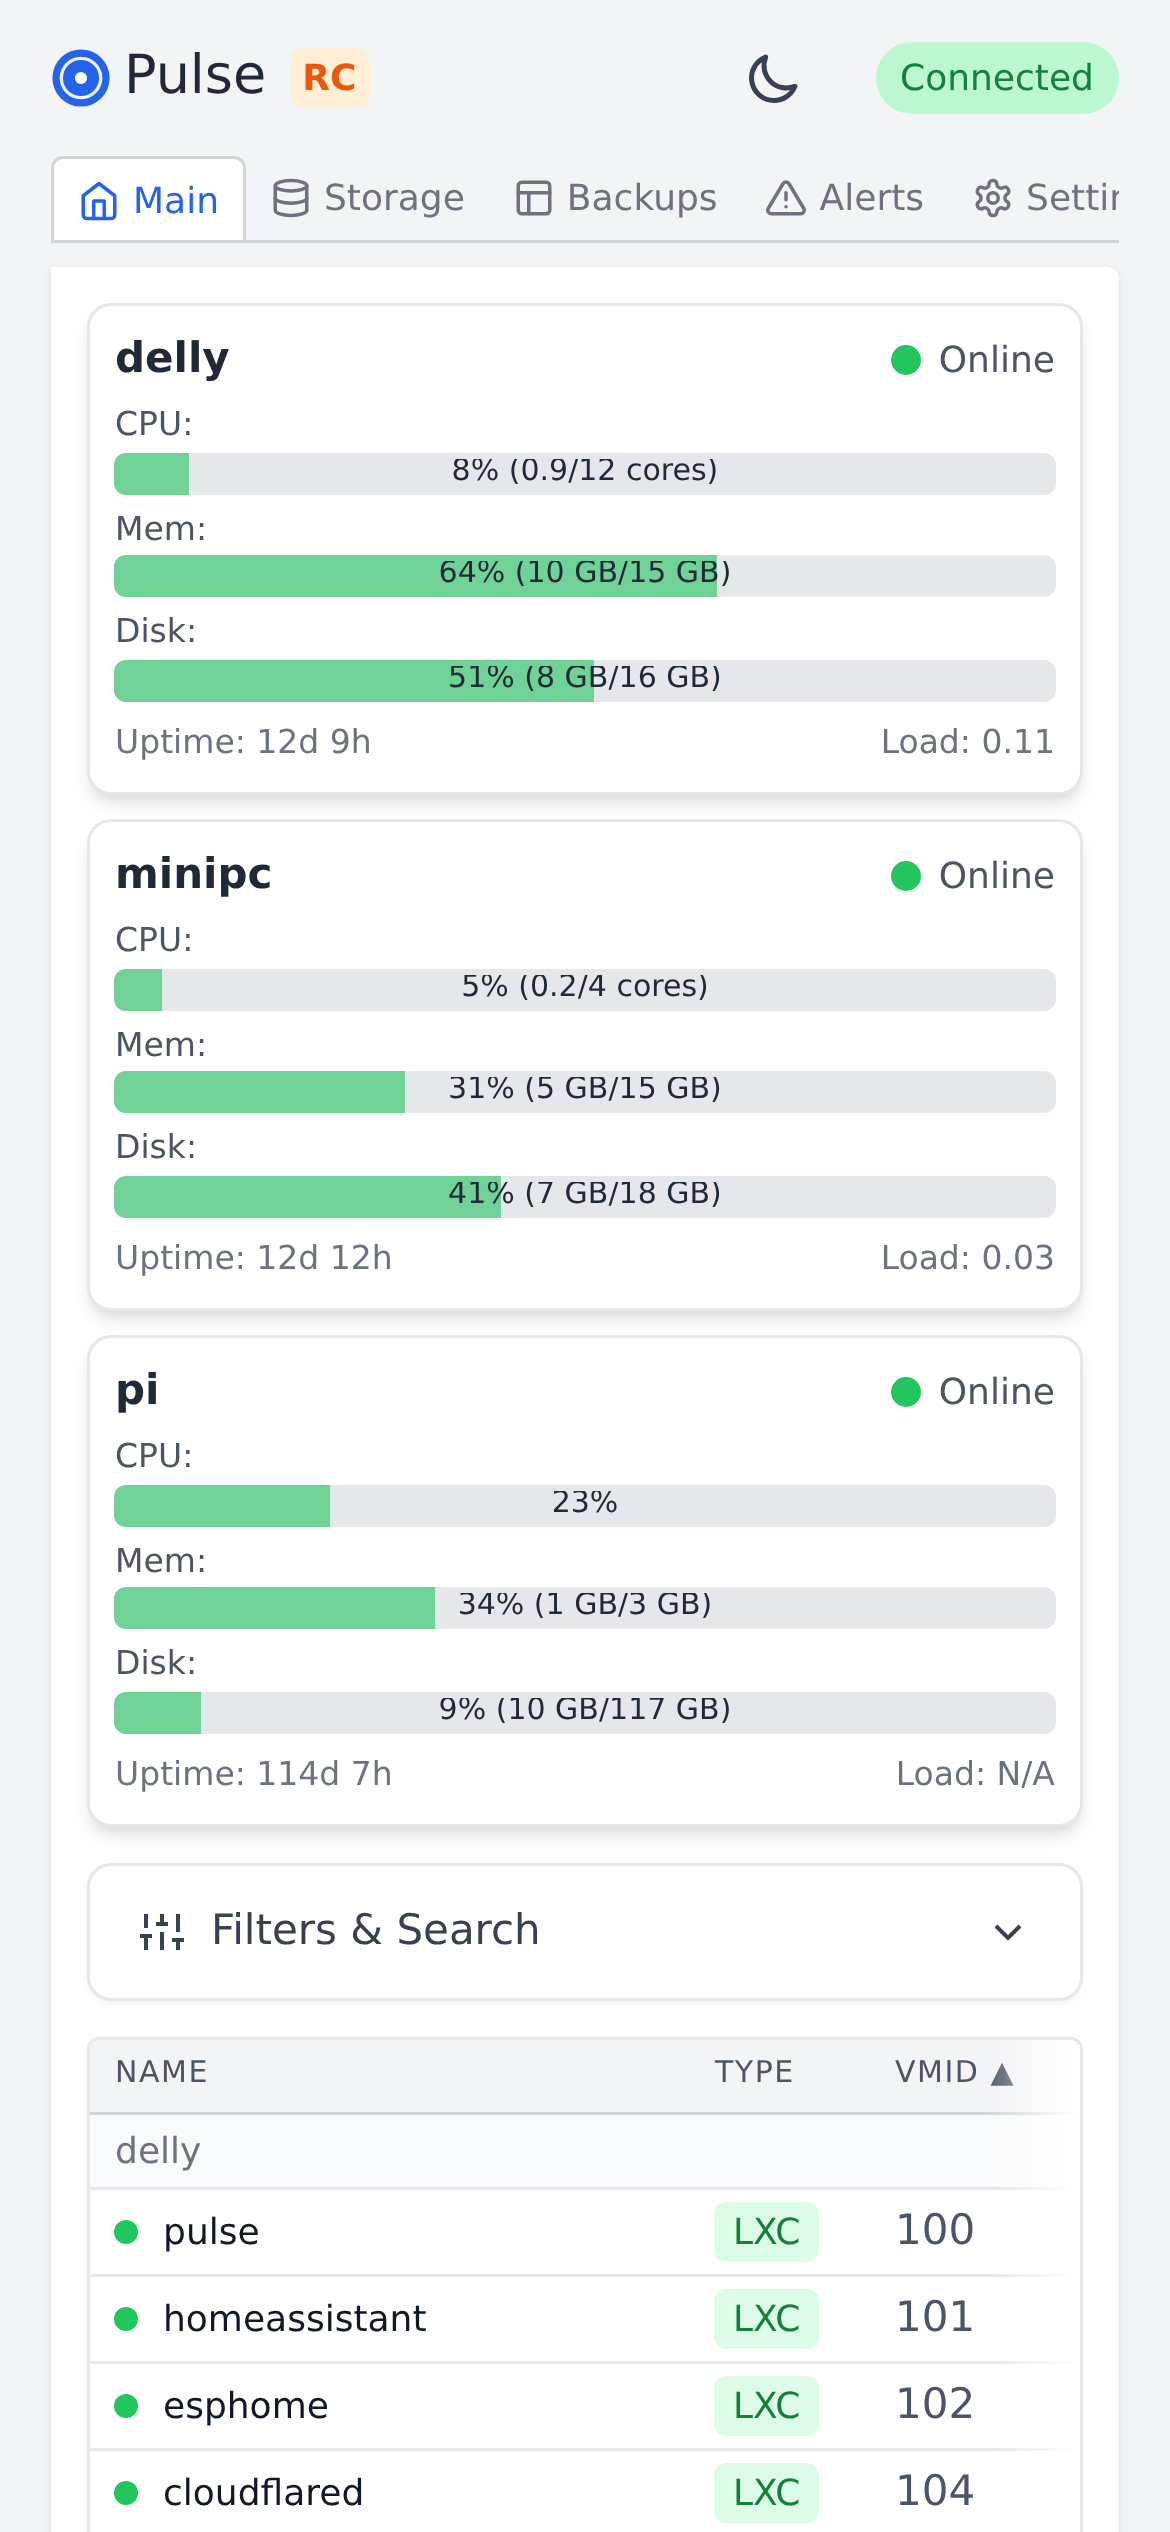 Pulse RC Connected
Main Storage Backups Alerts Settin
delly Online
CPU:
8% (0.9/12 cores)
Mem:
64% (10 GB/15 GB)
Disk:
51% (8 GB/16 GB)
Uptime: 12d 9h Load: 0.11
minipc Online
CPU:
5% (0.2/4 cores)
Mem:
31% (5 GB/15 GB)
Disk:
41% (7 GB/18 GB)
Uptime: 12d 12h Load: 0.03
pi Online
CPU:
23%
Mem:
34% (1 GB/3 GB)
Disk:
9% (10 GB/117 GB)
Uptime: 114d 7h Load: N/A
Filters & Search
NAME TYPE VMID ▲
delly
pulse LXC 100
homeassistant LXC 101
esphome LXC 102
cloudflared LXC 104